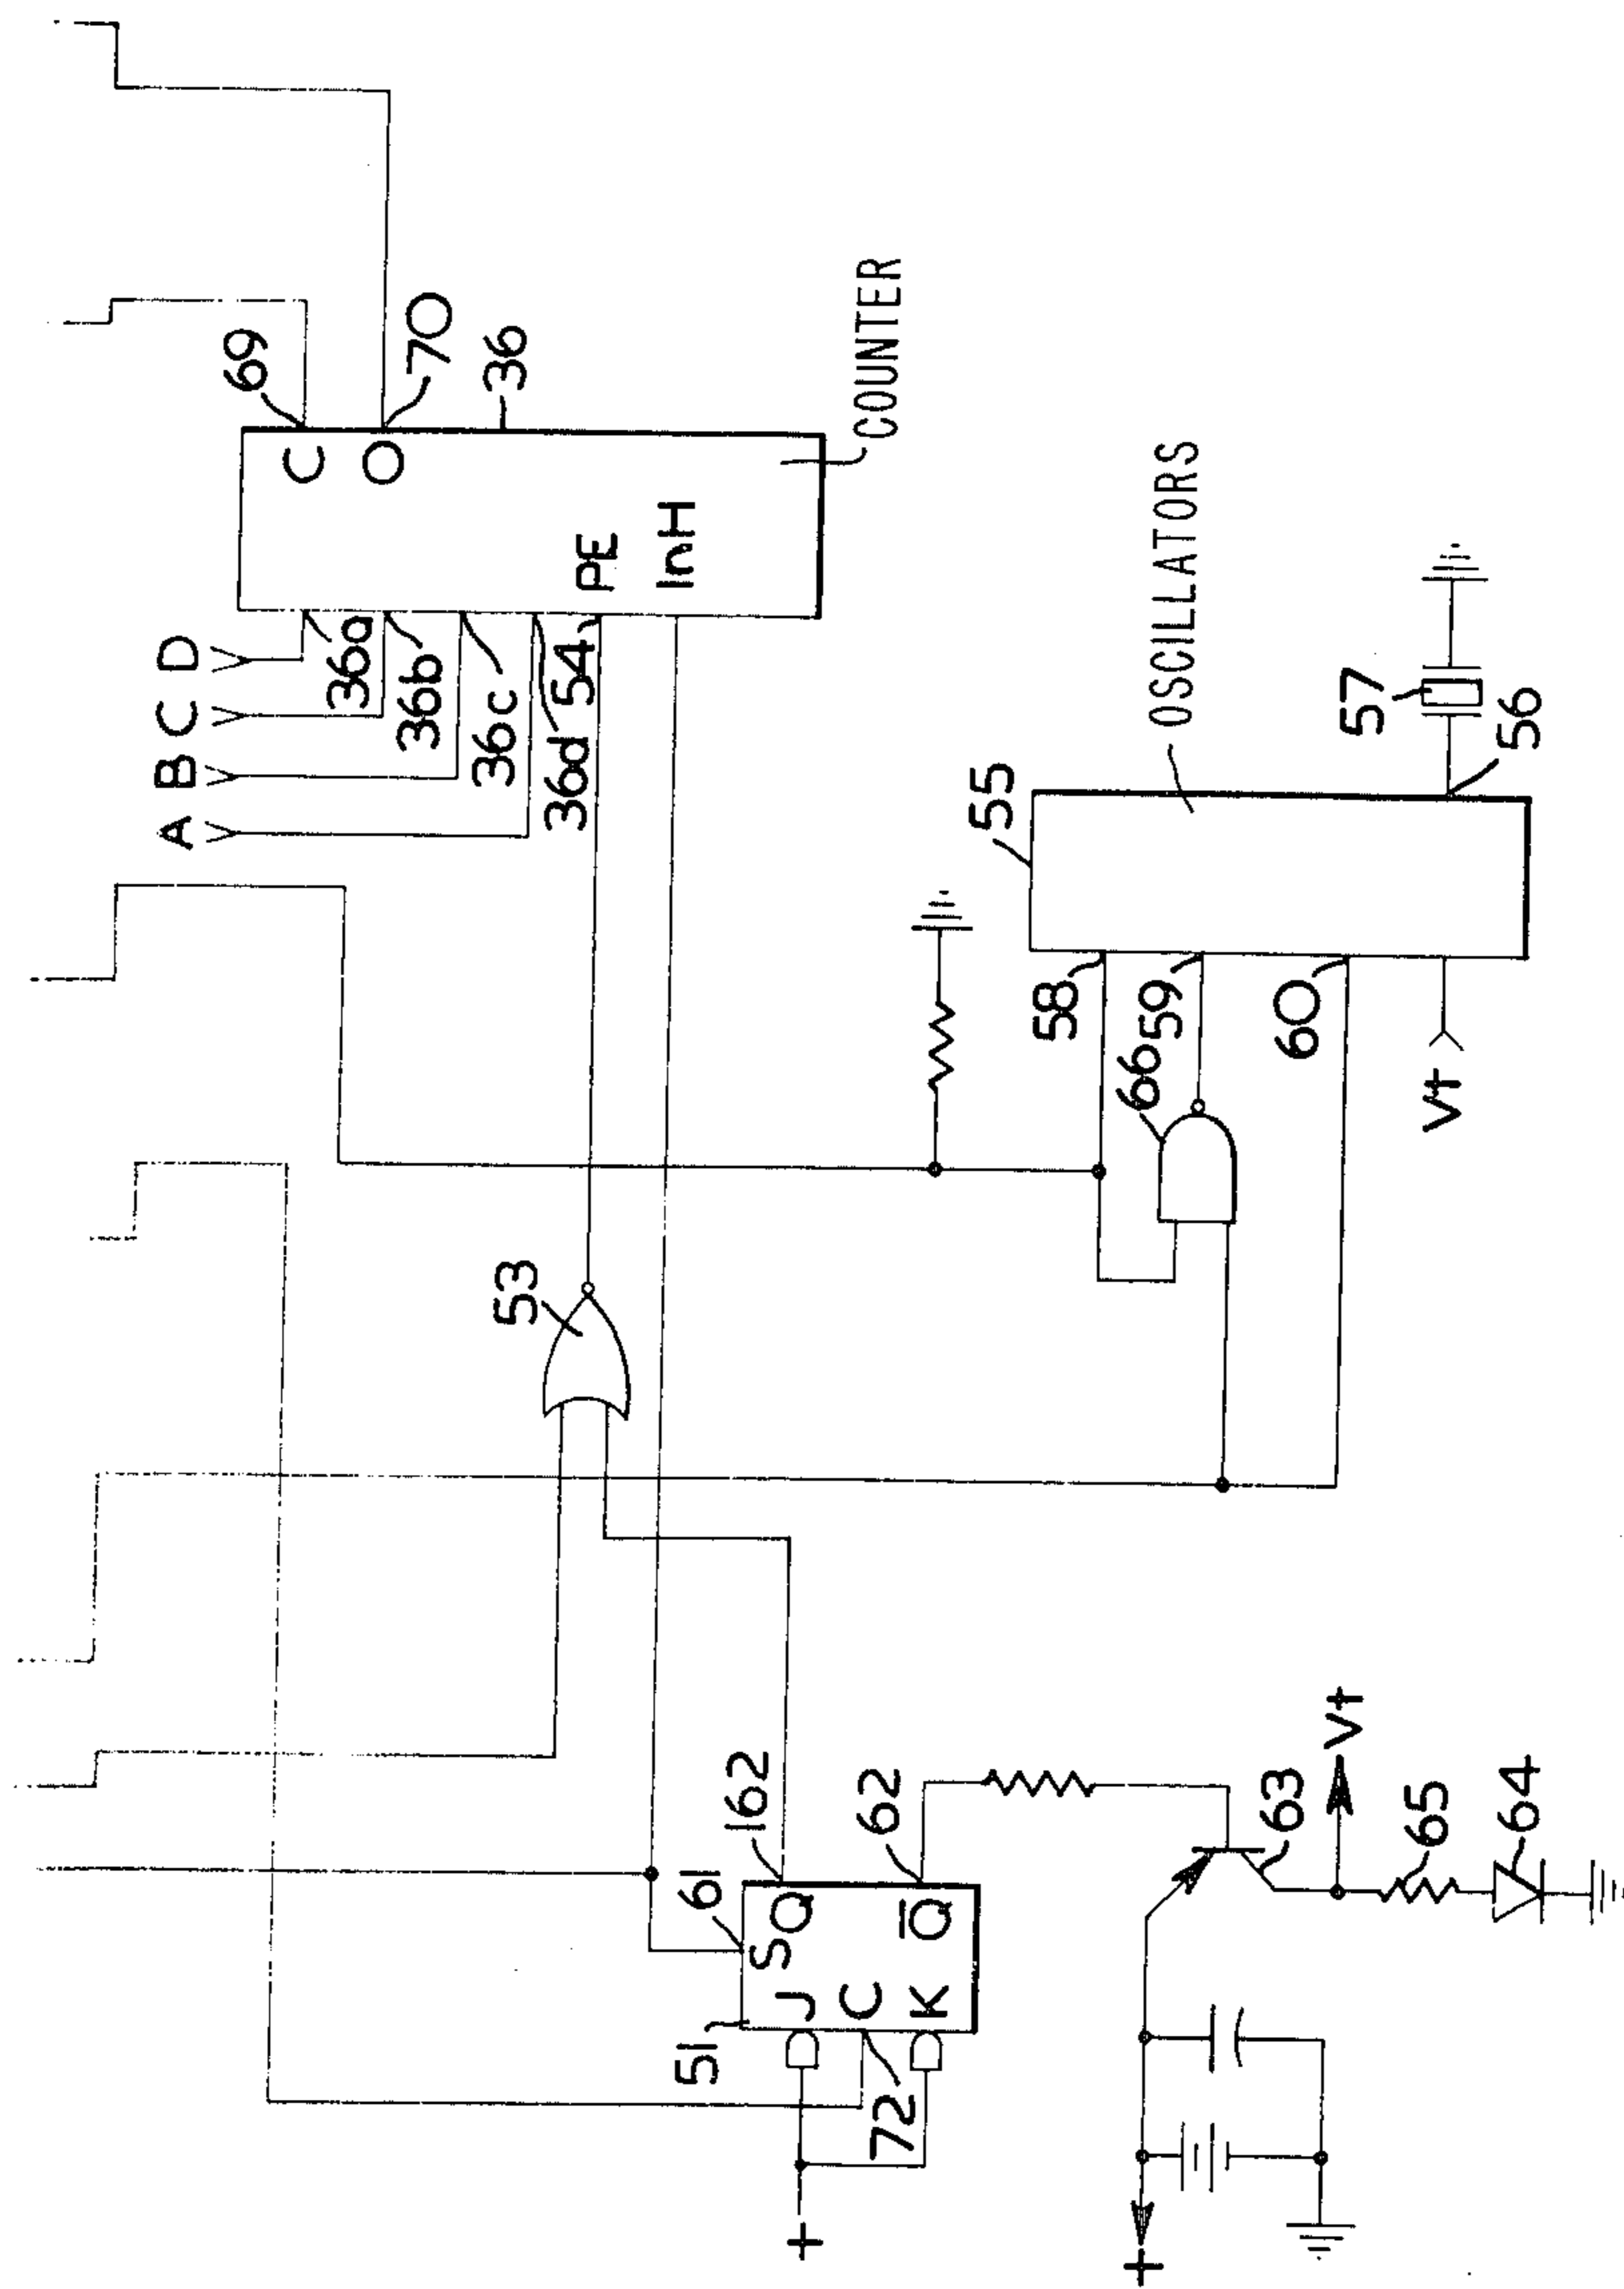 A
B
C
D
36a
36b
36c
36d
54
C
O
PE
InH
69
70
36
COUNTER
53
51
J
C
K
S
Q
Q̅
61
162
62
72
+
58
59
60
66
V+
55
OSCILLATORS
57
56
+
63
V+
65
64